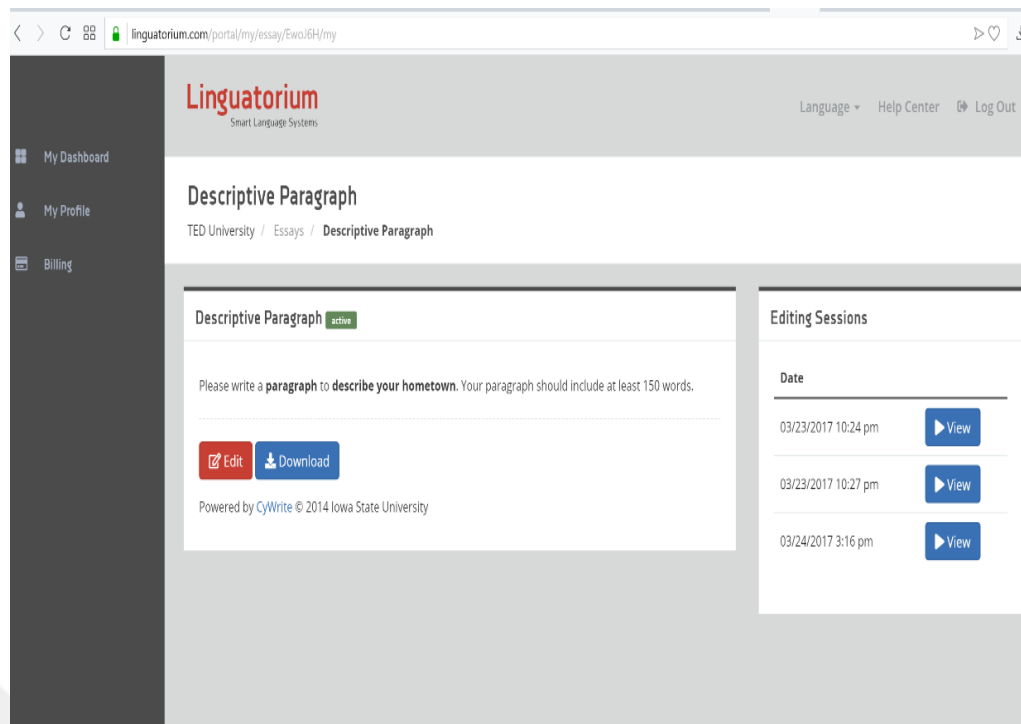 linguatorium.com/portal/my/essay/EwoJ6H/my
Linguatorium
Smart Language Systems
Language
Help Center
Log Out
My Dashboard
My Profile
Billing
Descriptive Paragraph
TED University / Essays / Descriptive Paragraph
Descriptive Paragraph active
Please write a paragraph to describe your hometown. Your paragraph should include at least 150 words.
Edit
Download
Powered by CyWrite © 2014 Iowa State University
Editing Sessions
Date
03/23/2017 10:24 pm View
03/23/2017 10:27 pm View
03/24/2017 3:16 pm View